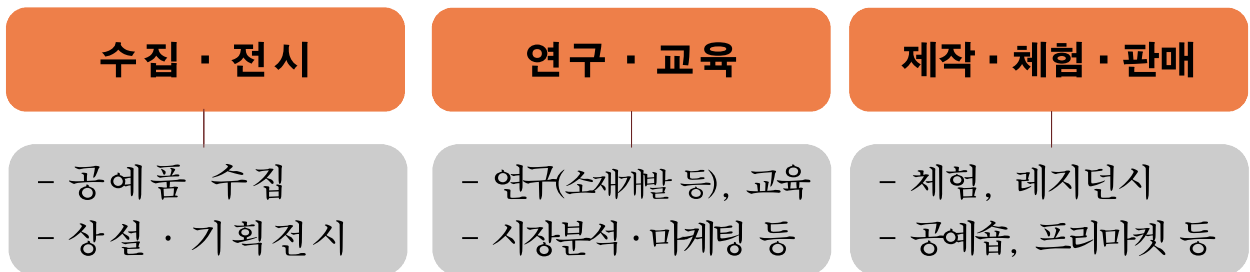 수집 · 전시
- 공예품 수집
- 상설 · 기획전시
연구 · 교육
- 연구(소재개발 등), 교육
- 시장분석 · 마케팅 등
제작 · 체험 · 판매
- 체험, 레지던시
- 공예숍, 프리마켓 등